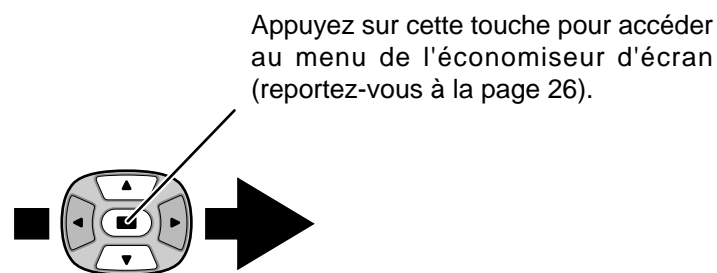 Appuyez sur cette touche pour accéder
au menu de l'économiseur d'écran
(reportez-vous à la page 26).